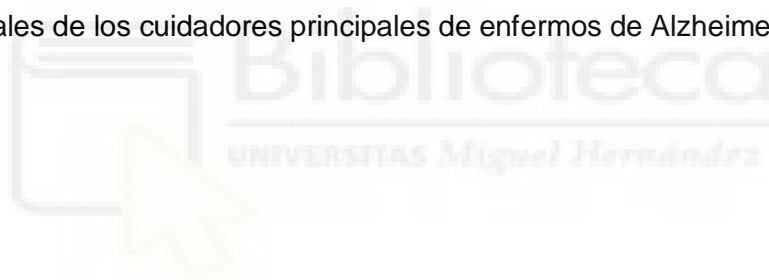 ales de los cuidadores principales de enfermos de Alzheime
Biblioteca
UNIVERSITAS Miguel Hernández